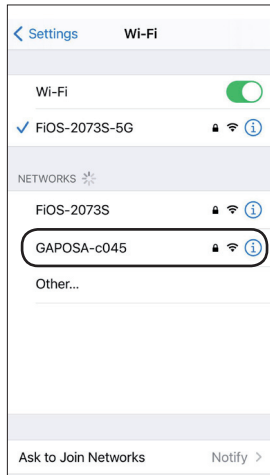 Settings Wi-Fi
Wi-Fi
FiOS-2073S-5G
NETWORKS
FiOS-2073S
GAPOSA-c045
Other...
Ask to Join Networks Notify